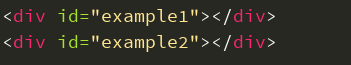 <div id="example1"></div>
<div id="example2"></div>